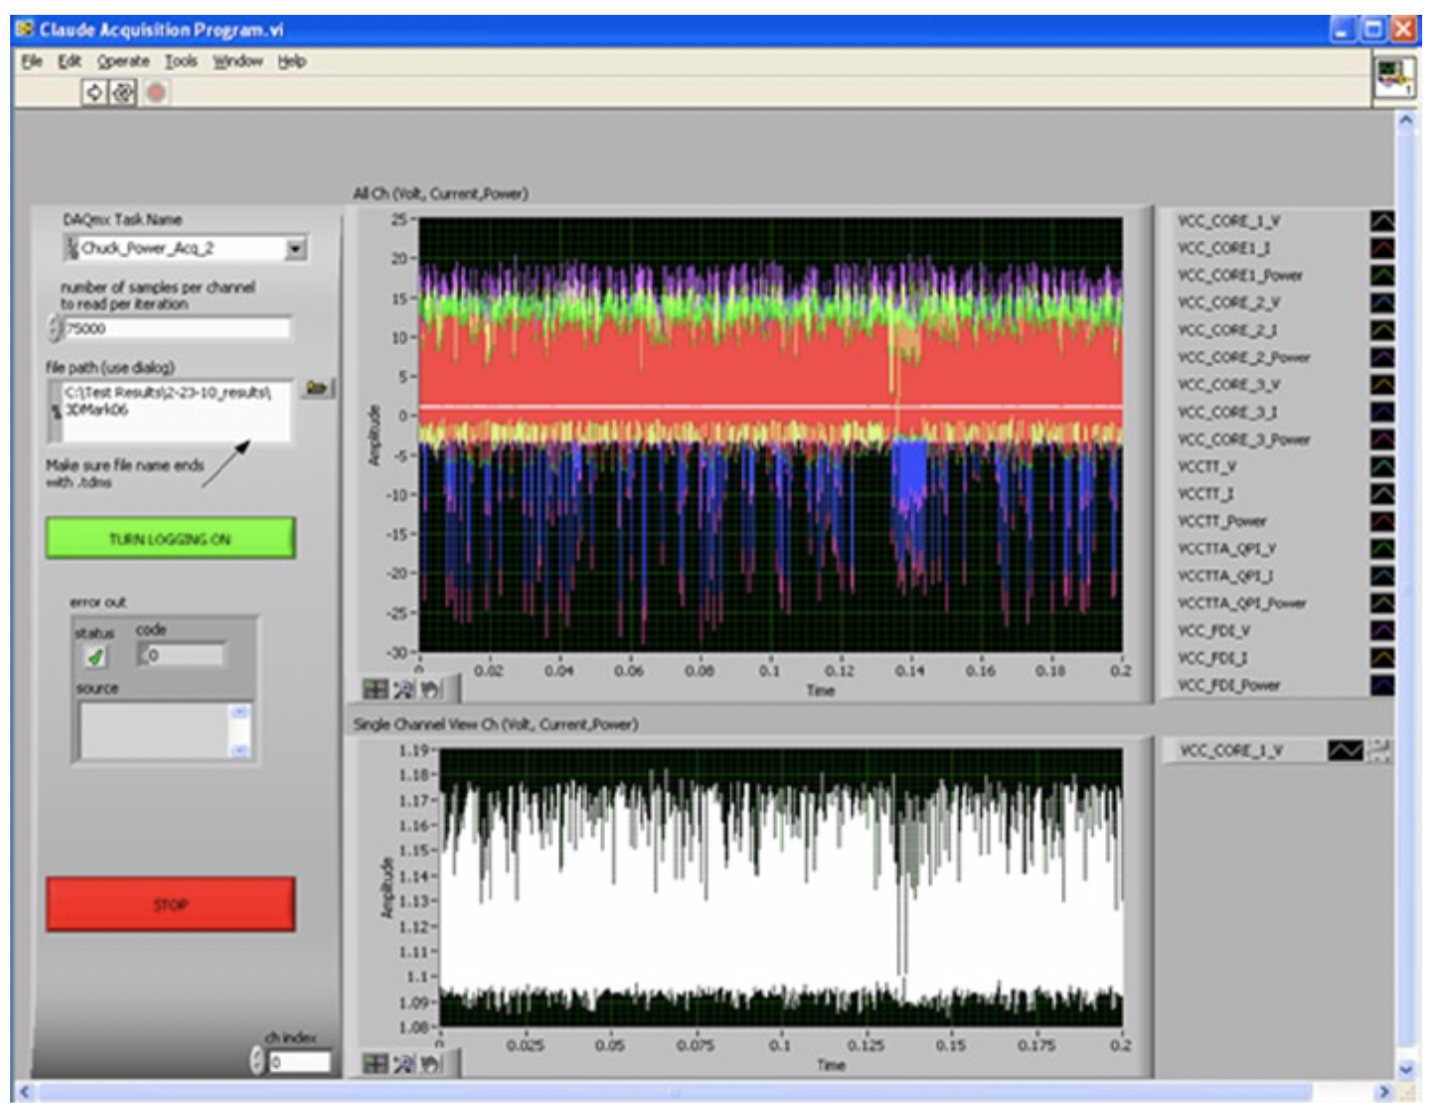 Claude Acquisition Program.vi
File Edit Operate Tools Window Help
1
All Ch (Volt, Current,Power)
DAQmx Task Name
Chuck_Power_Acq_2
number of samples per channel
to read per iteration
75000
file path (use dialog)
C:\Test Results\2-23-10_results\
3DMark06
Make sure file name ends
with .tdms
TURN LOGGING ON
error out
status
code
0
source
STOP
ch index
0
Amplitude
25
20
15
10
5
0
-5
-10
-15
-20
-25
-30
0 0.02 0.04 0.06 0.08 0.1 0.12 0.14 0.16 0.18 0.2
Time
VCC_CORE_1_V
VCC_CORE1_I
VCC_CORE1_Power
VCC_CORE_2_V
VCC_CORE_2_I
VCC_CORE_2_Power
VCC_CORE_3_V
VCC_CORE_3_I
VCC_CORE_3_Power
VCCTT_V
VCCTT_I
VCCTT_Power
VCCTTA_QPI_V
VCCTTA_QPI_I
VCCTTA_QPI_Power
VCC_FDI_V
VCC_FDI_I
VCC_FDI_Power
Single Channel View Ch (Volt, Current,Power)
Amplitude
1.19
1.18
1.17
1.16
1.15
1.14
1.13
1.12
1.11
1.1
1.09
1.08
0 0.025 0.05 0.075 0.1 0.125 0.15 0.175 0.2
Time
VCC_CORE_1_V